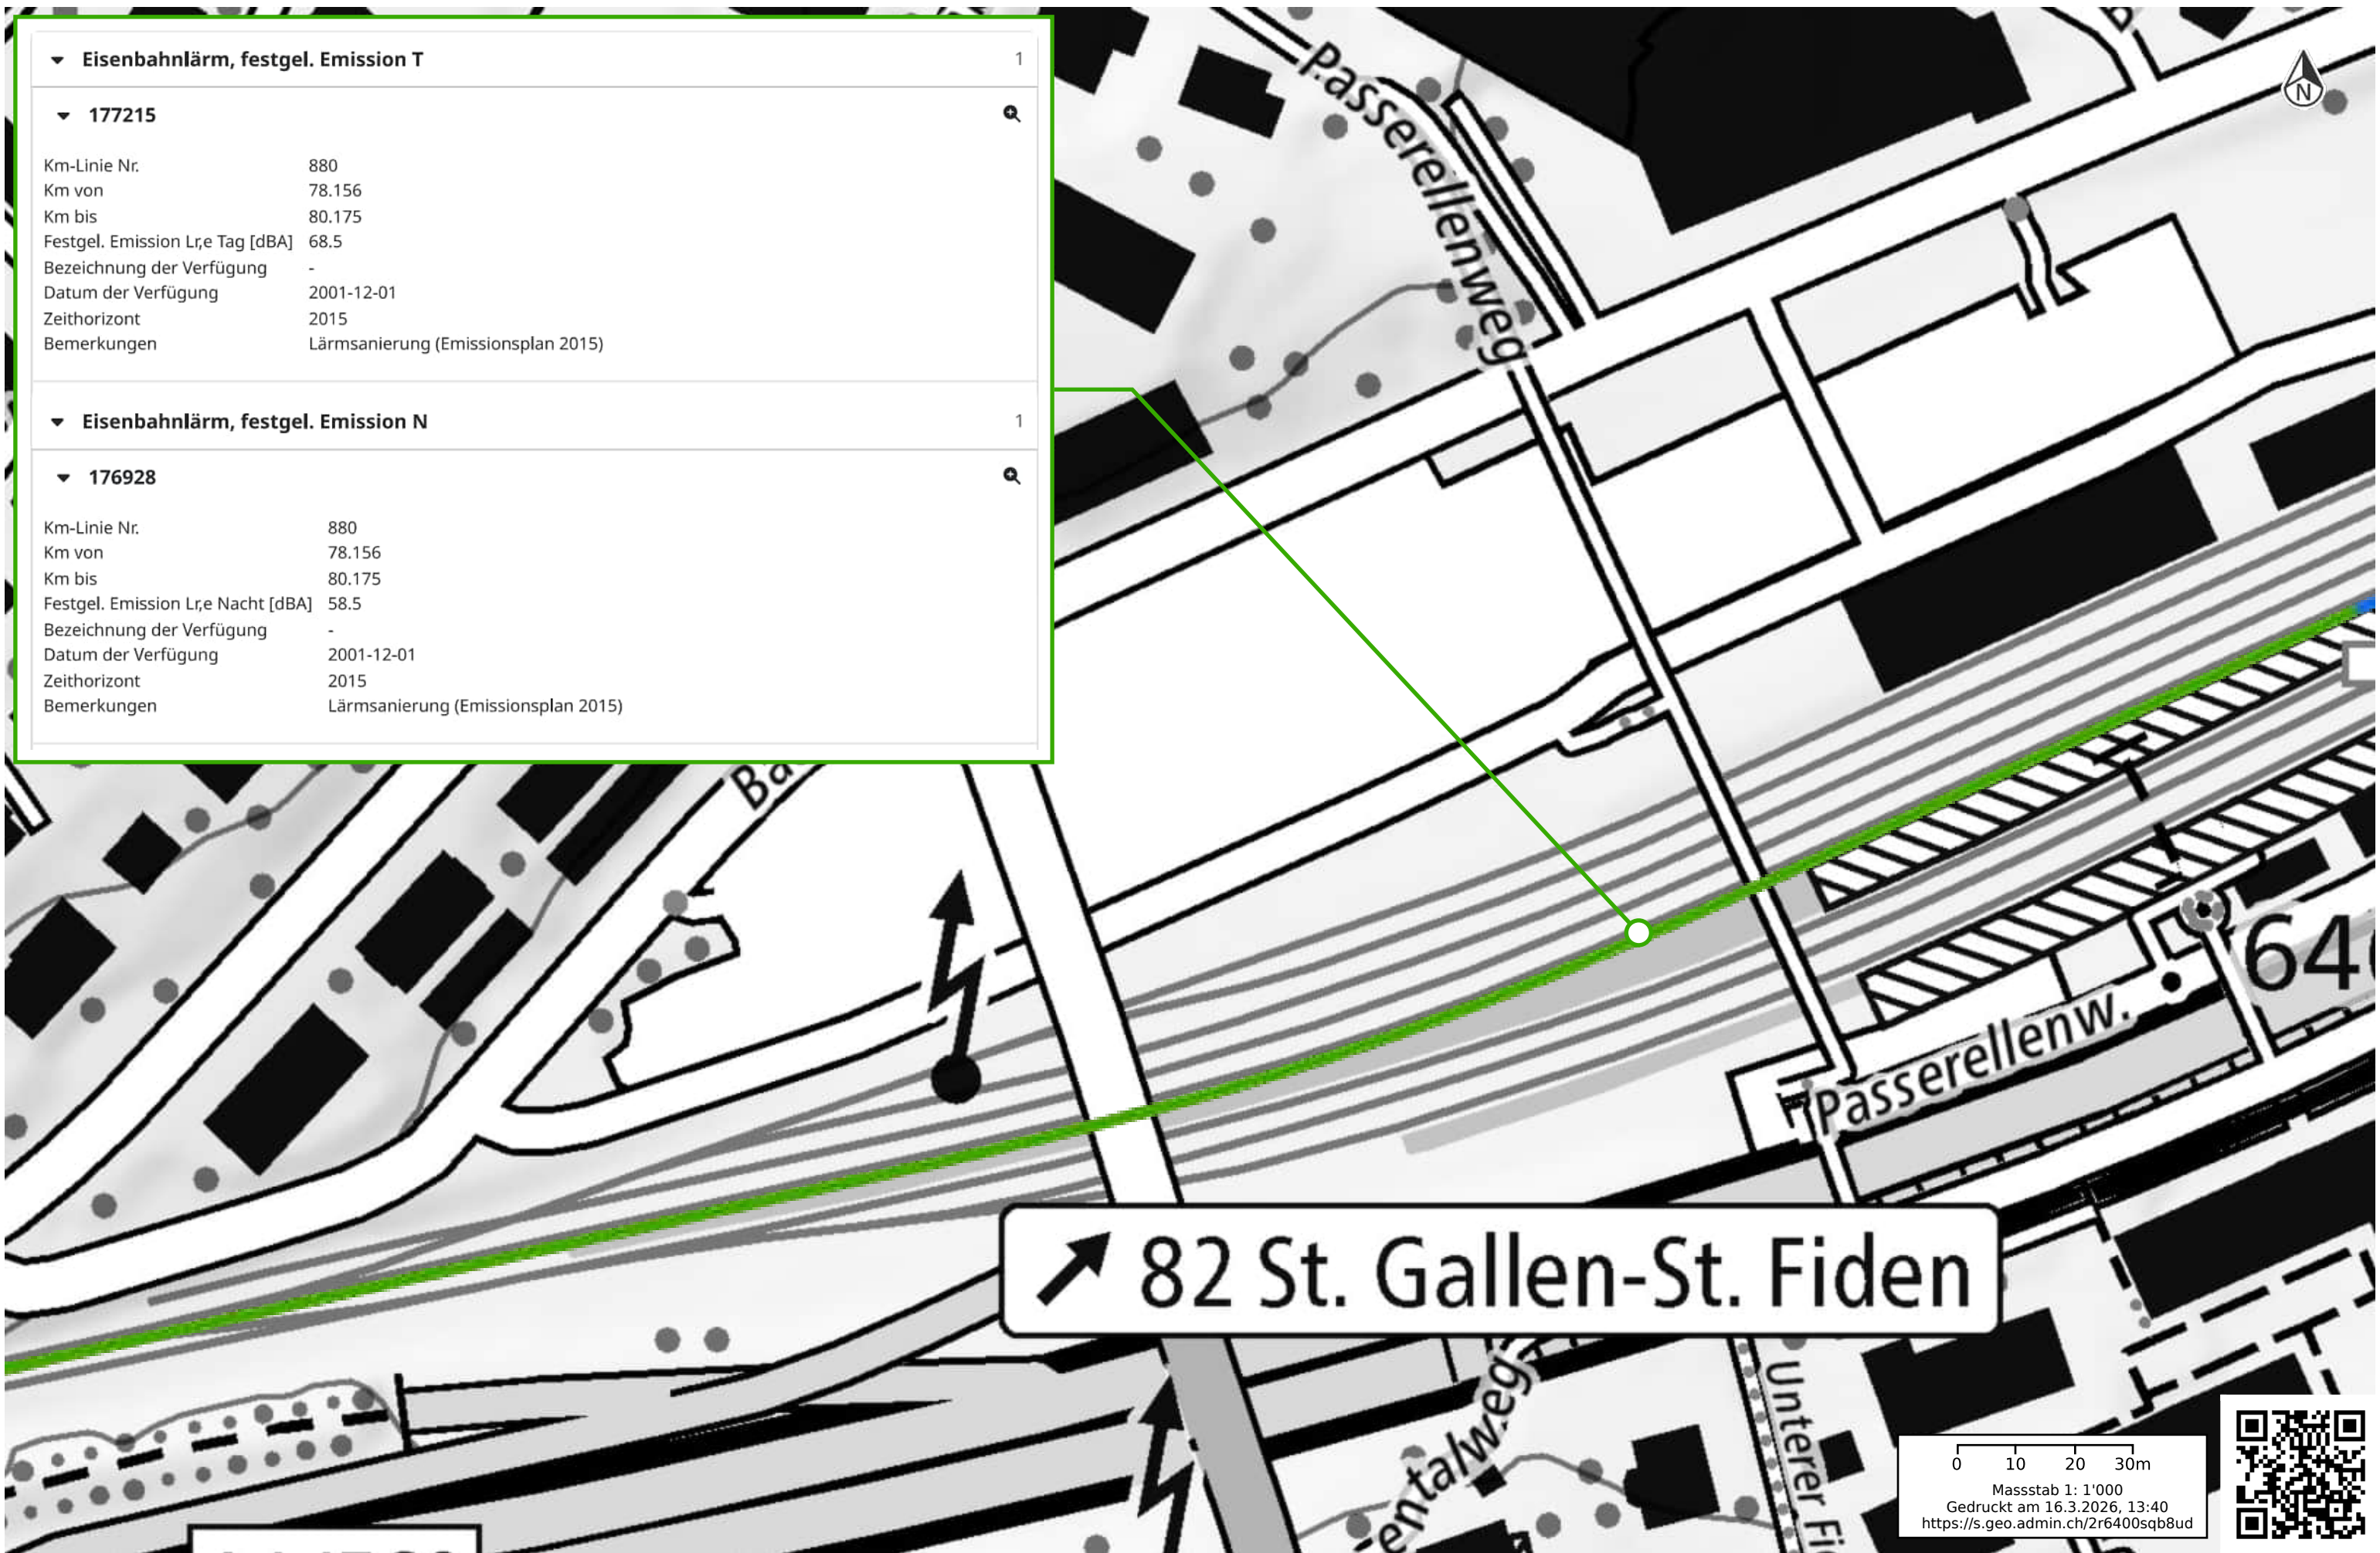 Eisenbahnlärm, festgel. Emission T 1
177215
Km-Linie Nr. 880
Km von 78.156
Km bis 80.175
Festgel. Emission Lr,e Tag [dBA] 68.5
Bezeichnung der Verfügung -
Datum der Verfügung 2001-12-01
Zeithorizont 2015
Bemerkungen Lärmsanierung (Emissionsplan 2015)
Eisenbahnlärm, festgel. Emission N 1
176928
Km-Linie Nr. 880
Km von 78.156
Km bis 80.175
Festgel. Emission Lr,e Nacht [dBA] 58.5
Bezeichnung der Verfügung -
Datum der Verfügung 2001-12-01
Zeithorizont 2015
Bemerkungen Lärmsanierung (Emissionsplan 2015)
Passerellenweg
N
Passerellenw.
82 St. Gallen-St. Fiden
Unterer
0 10 20 30m
Massstab 1: 1'000
Gedruckt am 16.3.2026, 13:40
https://s.geo.admin.ch/2r6400sqb8ud